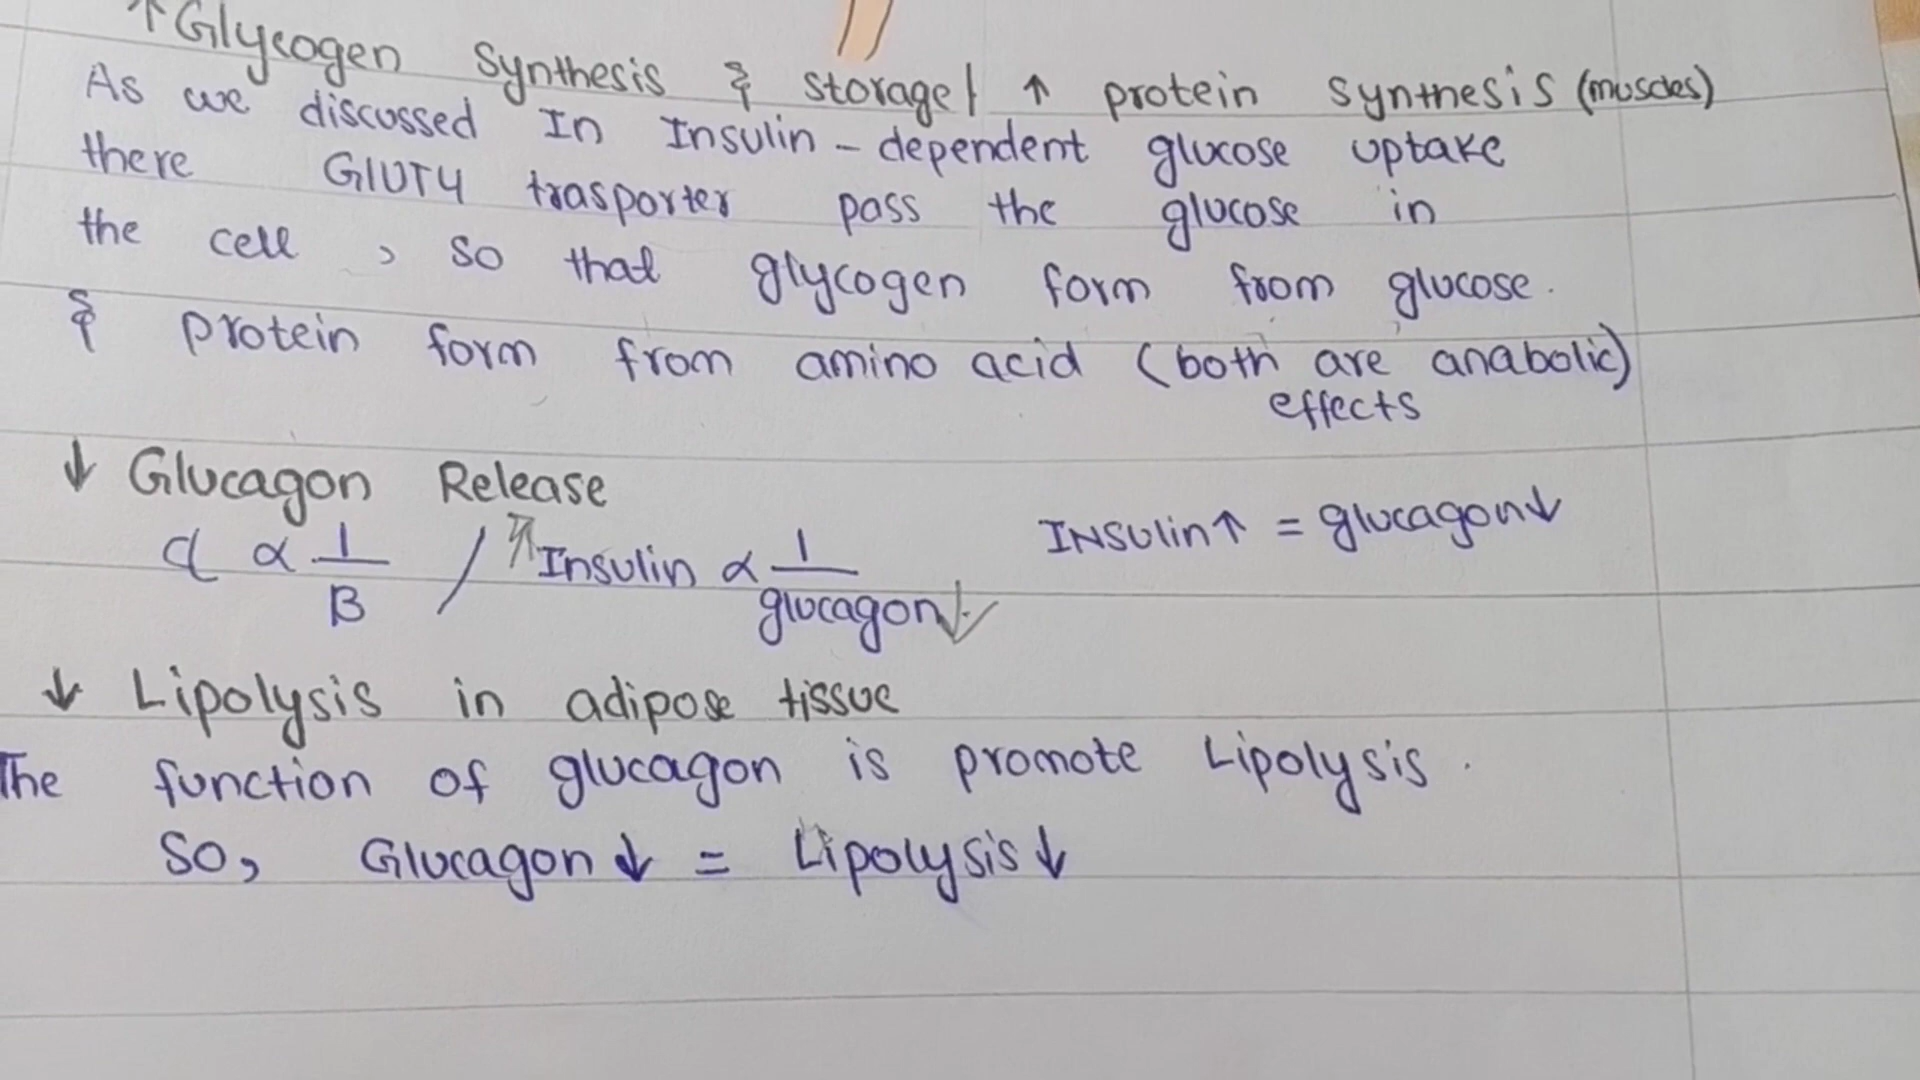 ↑ Glycogen Synthesis & storage / ↑ protein synthesis (muscles)
As we discussed In Insulin - dependent glucose uptake
there GlUT4 trasporter pass the glucose in
the cell, so that glycogen form from glucose.
& protein form from amino acid (both are anabolic)
effects
↓ Glucagon Release
α ∝ 1/B / ↑ Insulin ∝ 1/glucagon ↓ INSulin ↑ = glucagon ↓
↓ Lipolysis in adipose tissue
The function of glucagon is promote Lipolysis.
So, Glucagon ↓ = Lipolysis ↓